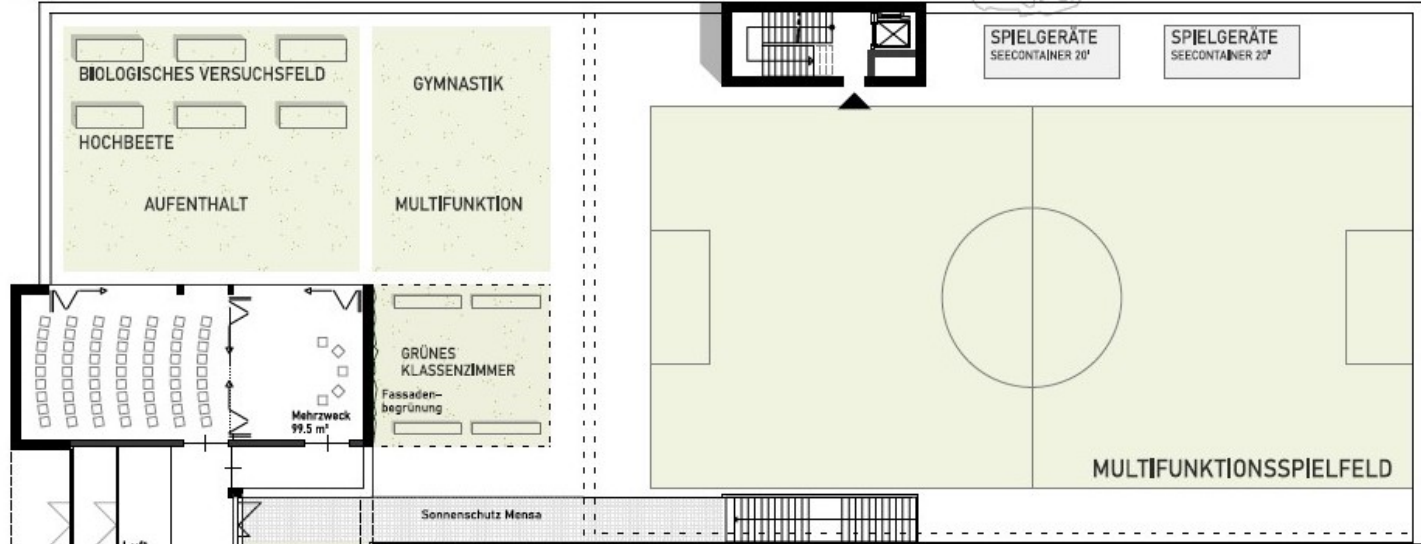 BIOLOGISCHES VERSUCHSFELD
HOCHBEETE
AUFENTHALT
GYMNASTIK
MULTIFUNKTION
SPIELGERÄTE
SEECONTAINER 20'
SPIELGERÄTE
SEECONTAINER 20'
GRÜNES
KLASSENZIMMER
Fassaden-
begrünung
Mehrzweck
99.5 m²
MULTIFUNKTIONSSPIELFELD
Sonnenschutz Mensa